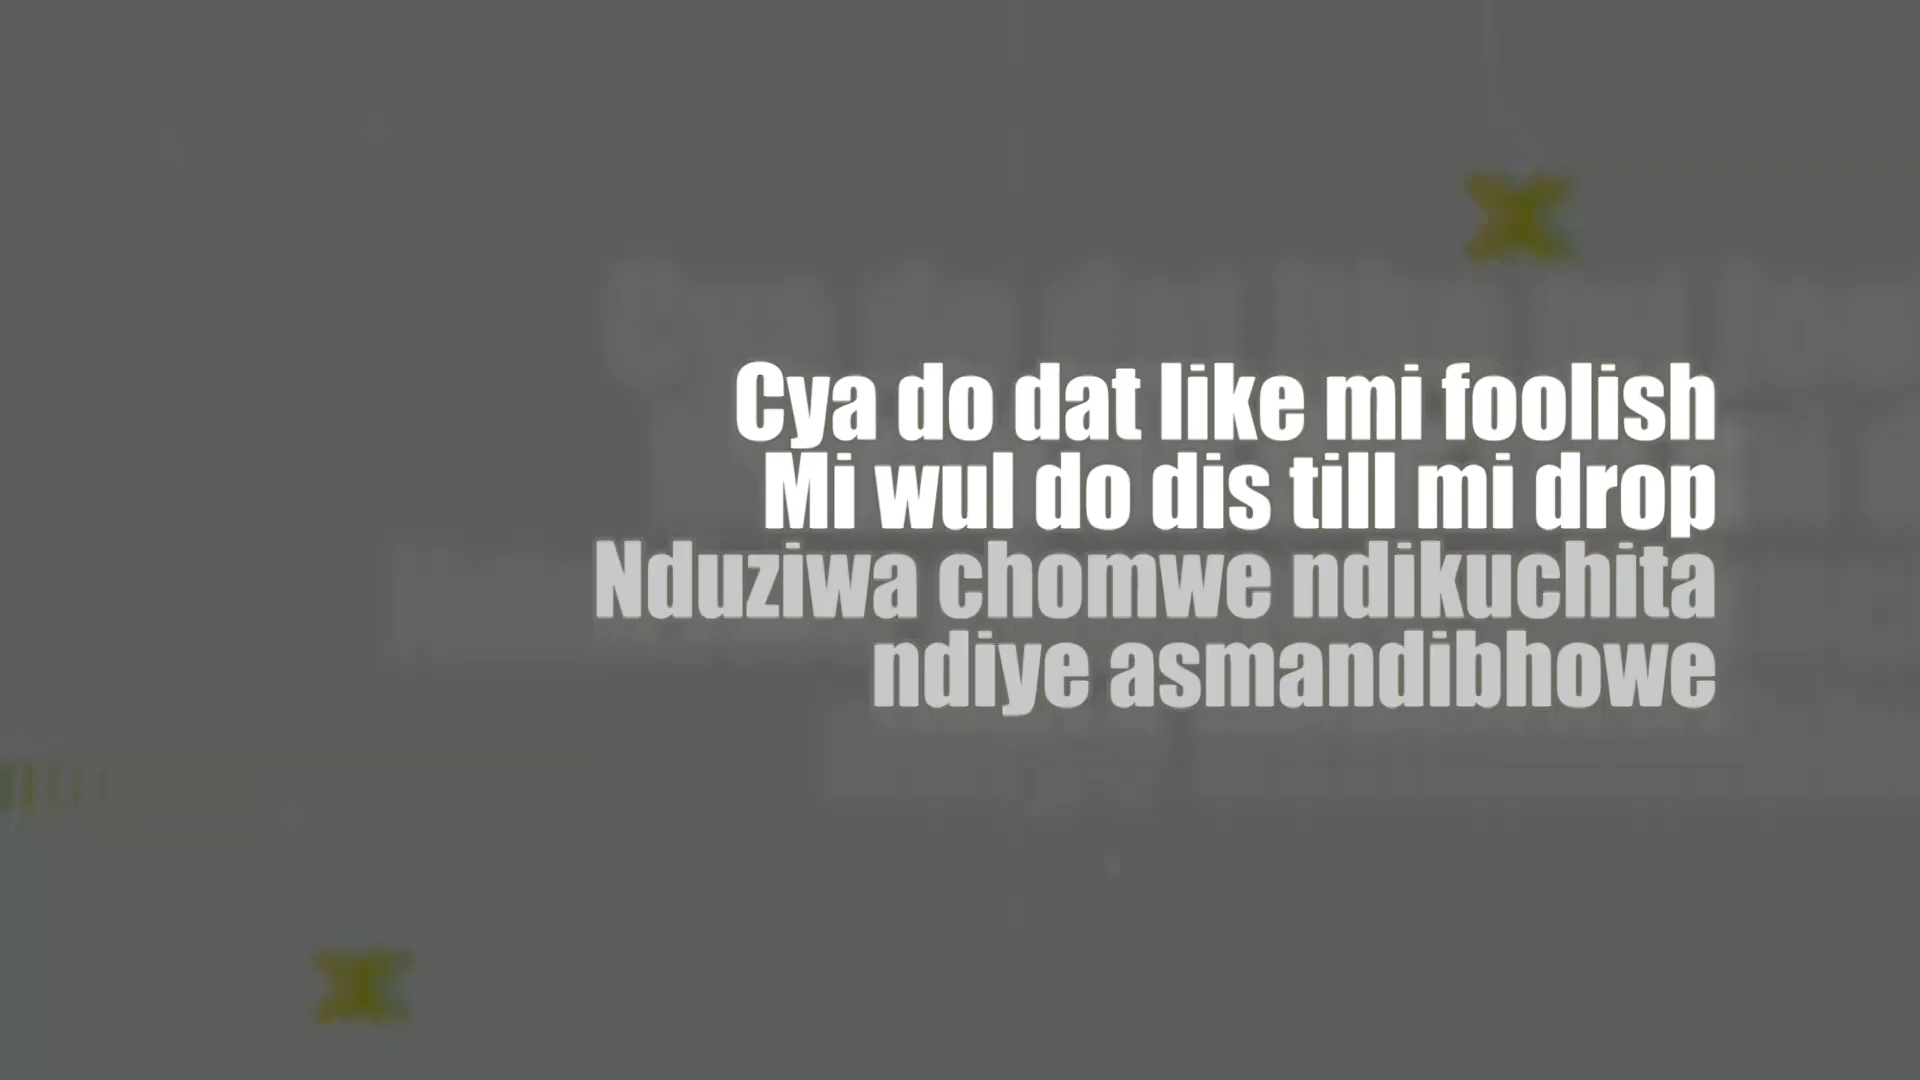 Cya do dat like mi foolish
Mi wul do dis till mi drop
Nduziwa chomwe ndikuchita
ndiye asmandibhowe